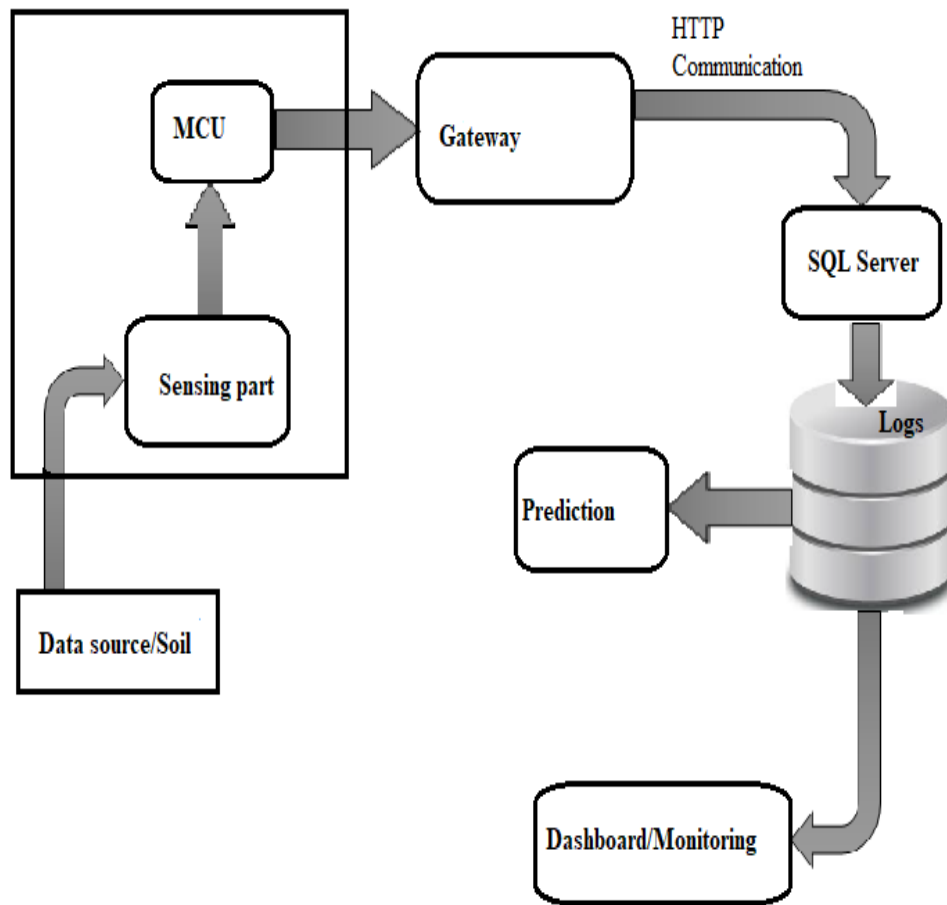 HTTP
Communication
MCU
Gateway
SQL Server
Sensing part
Logs
Prediction
Data source/Soil
Dashboard/Monitoring